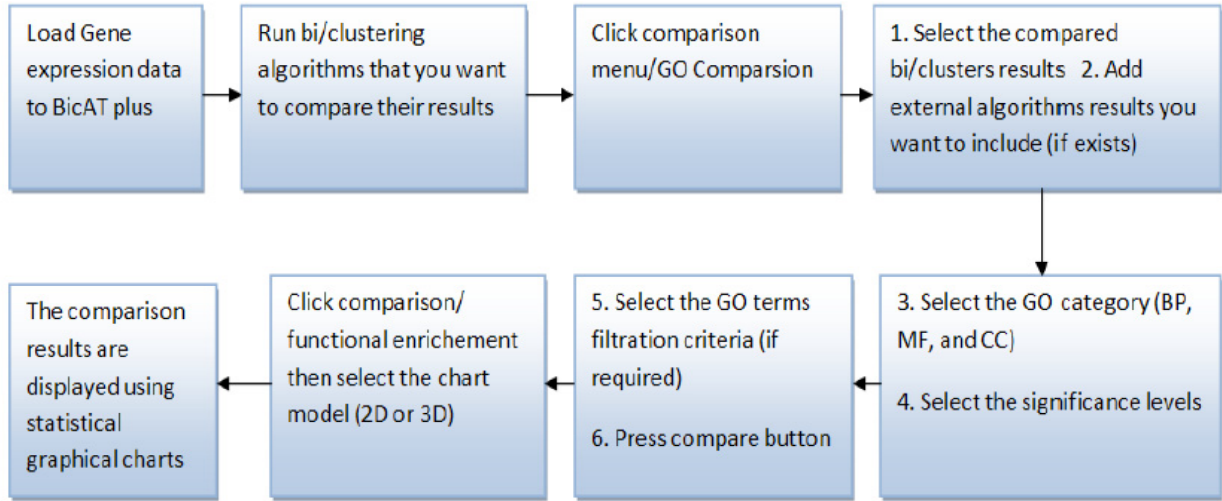 Load Gene
expression data
to BicAT plus
Run bi/clustering
algorithms that you want
to compare their results
Click comparison
menu/GO Comparsion
1. Select the compared
bi/clusters results 2. Add
external algorithms results you
want to include (if exists)
3. Select the GO category (BP,
MF, and CC)
4. Select the significance levels
5. Select the GO terms
filtration criteria (if
required)
6. Press compare button
Click comparison/
functional enrichement
then select the chart
model (2D or 3D)
The comparison
results are
displayed using
statistical
graphical charts